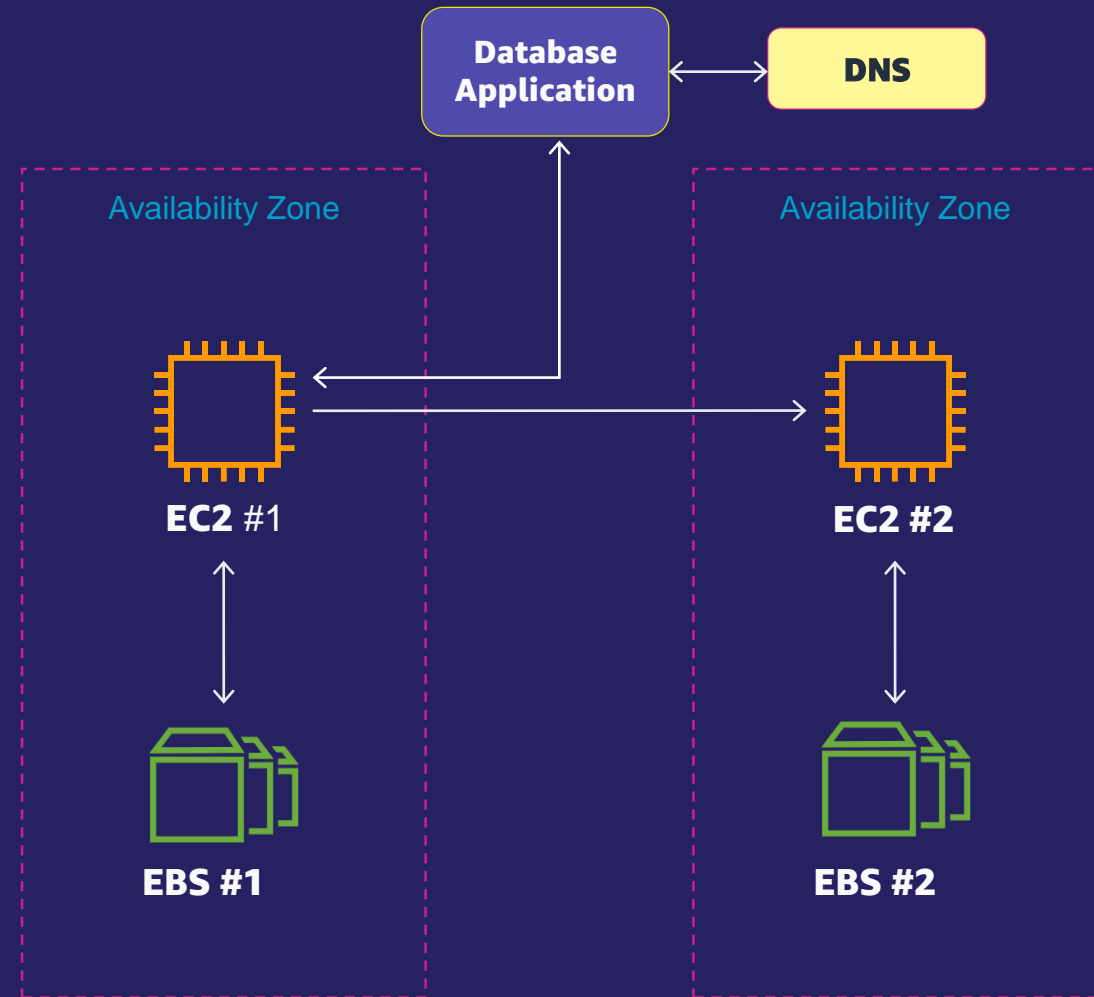 Database
Application
DNS
Availability Zone
Availability Zone
EC2 #1
EC2 #2
EBS #1
EBS #2